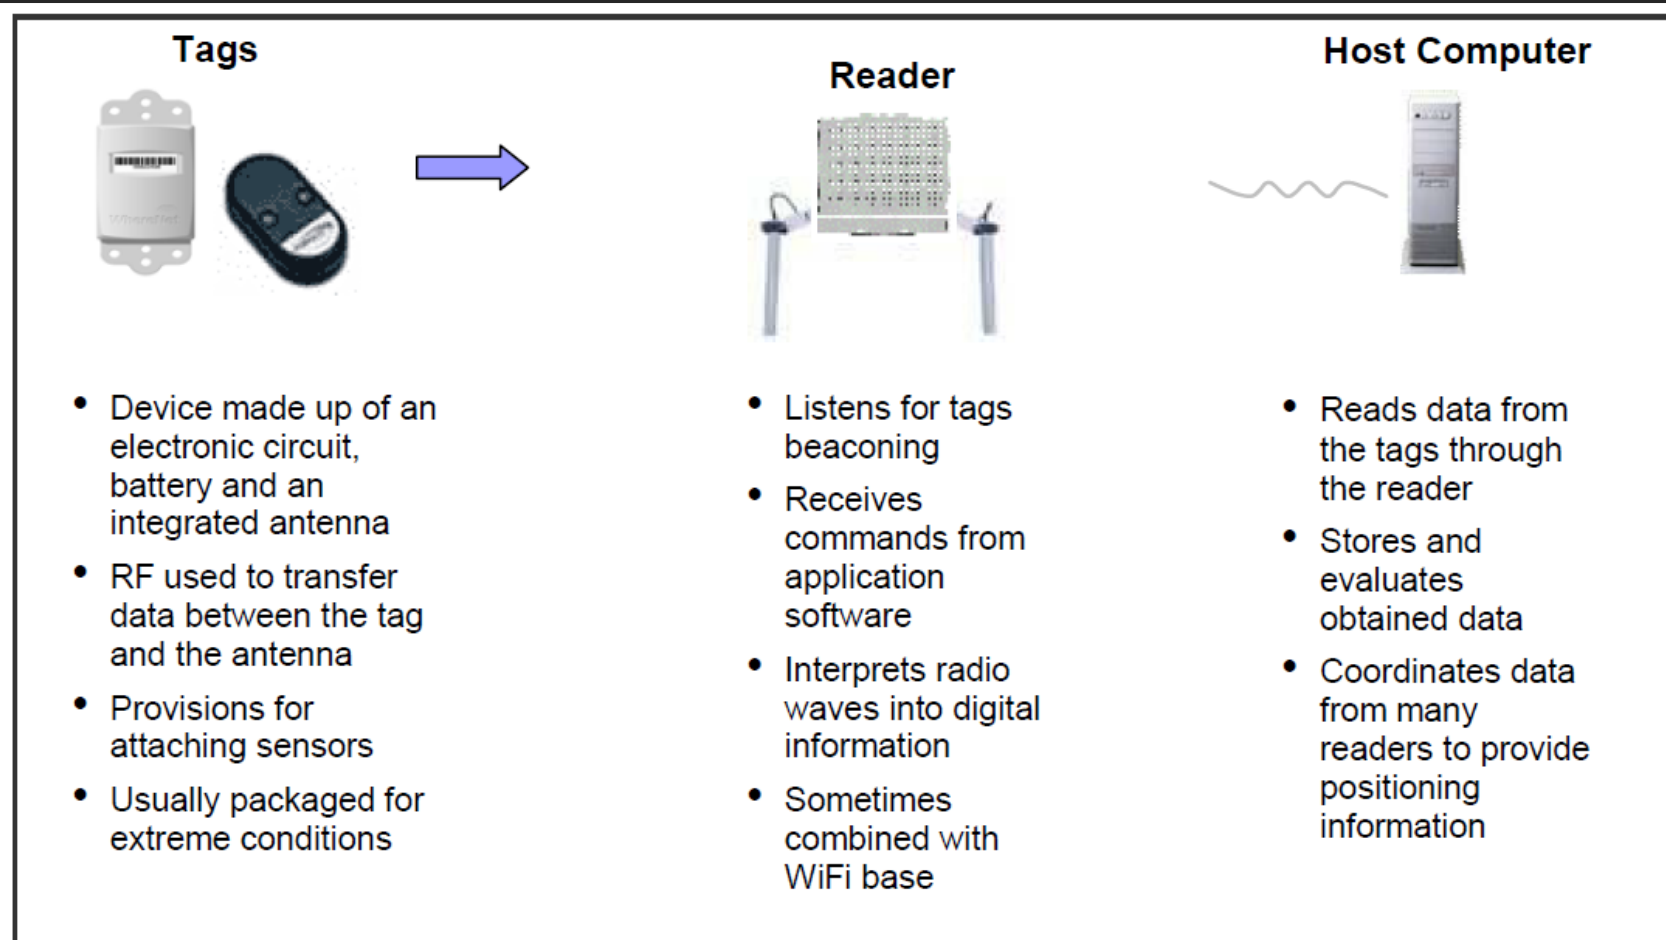 Tags
WhereNet
• Device made up of an
electronic circuit,
battery and an
integrated antenna
• RF used to transfer
data between the tag
and the antenna
• Provisions for
attaching sensors
• Usually packaged for
extreme conditions
Reader
• Listens for tags
beaconing
• Receives
commands from
application
software
• Interprets radio
waves into digital
information
• Sometimes
combined with
WiFi base
Host Computer
• Reads data from
the tags through
the reader
• Stores and
evaluates
obtained data
• Coordinates data
from many
readers to provide
positioning
information